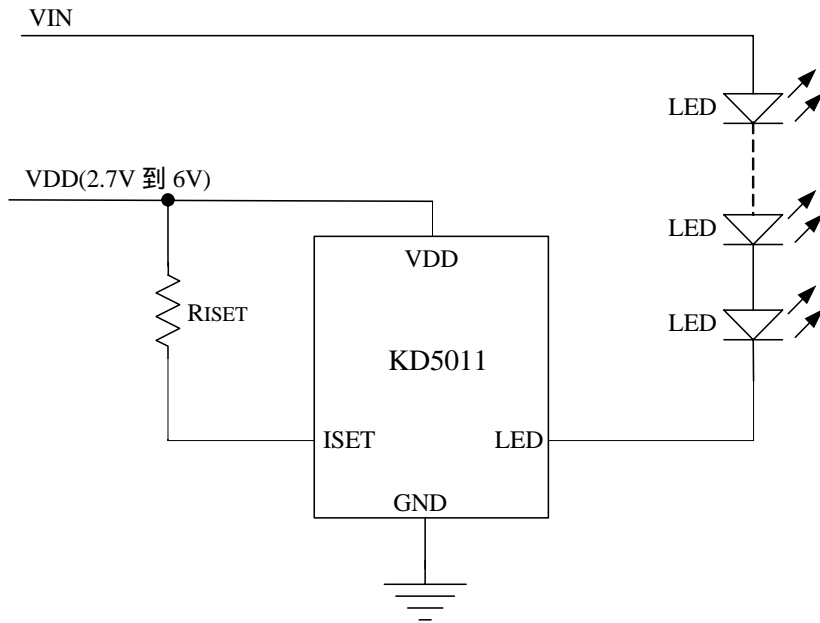 VIN
LED
VDD(2.7V 到 6V)
LED
VDD
RISET
LED
KD5011
ISET
LED
GND